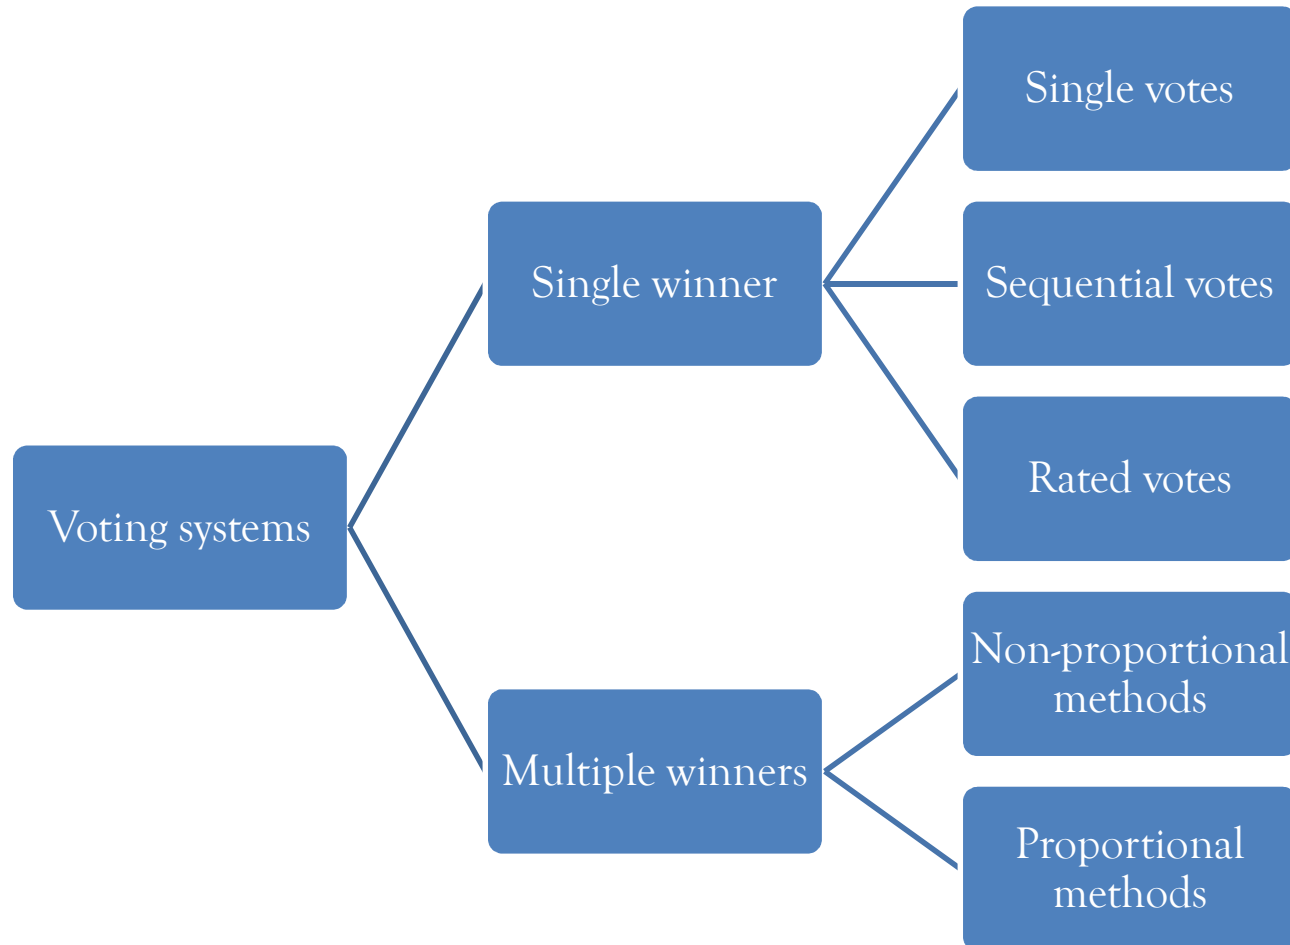 Single votes
Single winner
Sequential votes
Rated votes
Voting systems
Non-proportional
methods
Multiple winners
Proportional
methods